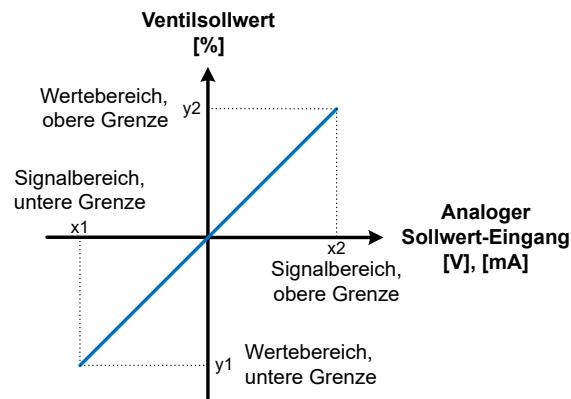 Ventilsollwert
[%]
Wertebereich,
obere Grenze
y2
Signalbereich,
untere Grenze
x1
x2
Analoger
Sollwert-Eingang
[V], [mA]
Signalbereich,
obere Grenze
y1
Wertebereich,
untere Grenze